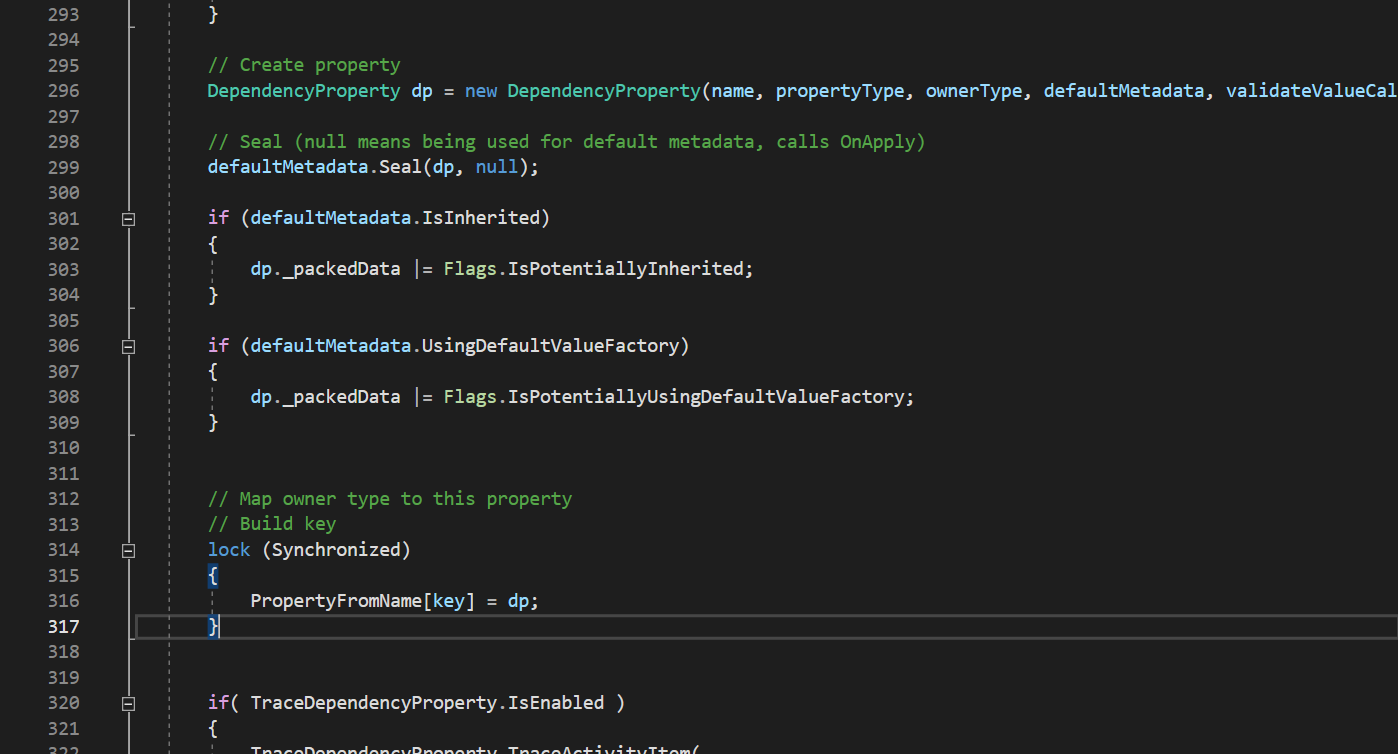 293 }
294
295 // Create property
296 DependencyProperty dp = new DependencyProperty(name, propertyType, ownerType, defaultMetadata, validateValueCal
297
298 // Seal (null means being used for default metadata, calls OnApply)
299 defaultMetadata.Seal(dp, null);
300
301 if (defaultMetadata.IsInherited)
302 {
303 dp._packedData |= Flags.IsPotentiallyInherited;
304 }
305
306 if (defaultMetadata.UsingDefaultValueFactory)
307 {
308 dp._packedData |= Flags.IsPotentiallyUsingDefaultValueFactory;
309 }
310
311
312 // Map owner type to this property
313 // Build key
314 lock (Synchronized)
315 {
316 PropertyFromName[key] = dp;
317 }
318
319
320 if( TraceDependencyProperty.IsEnabled )
321 {
322 TraceDependencyProperty.TraceActivityItem(